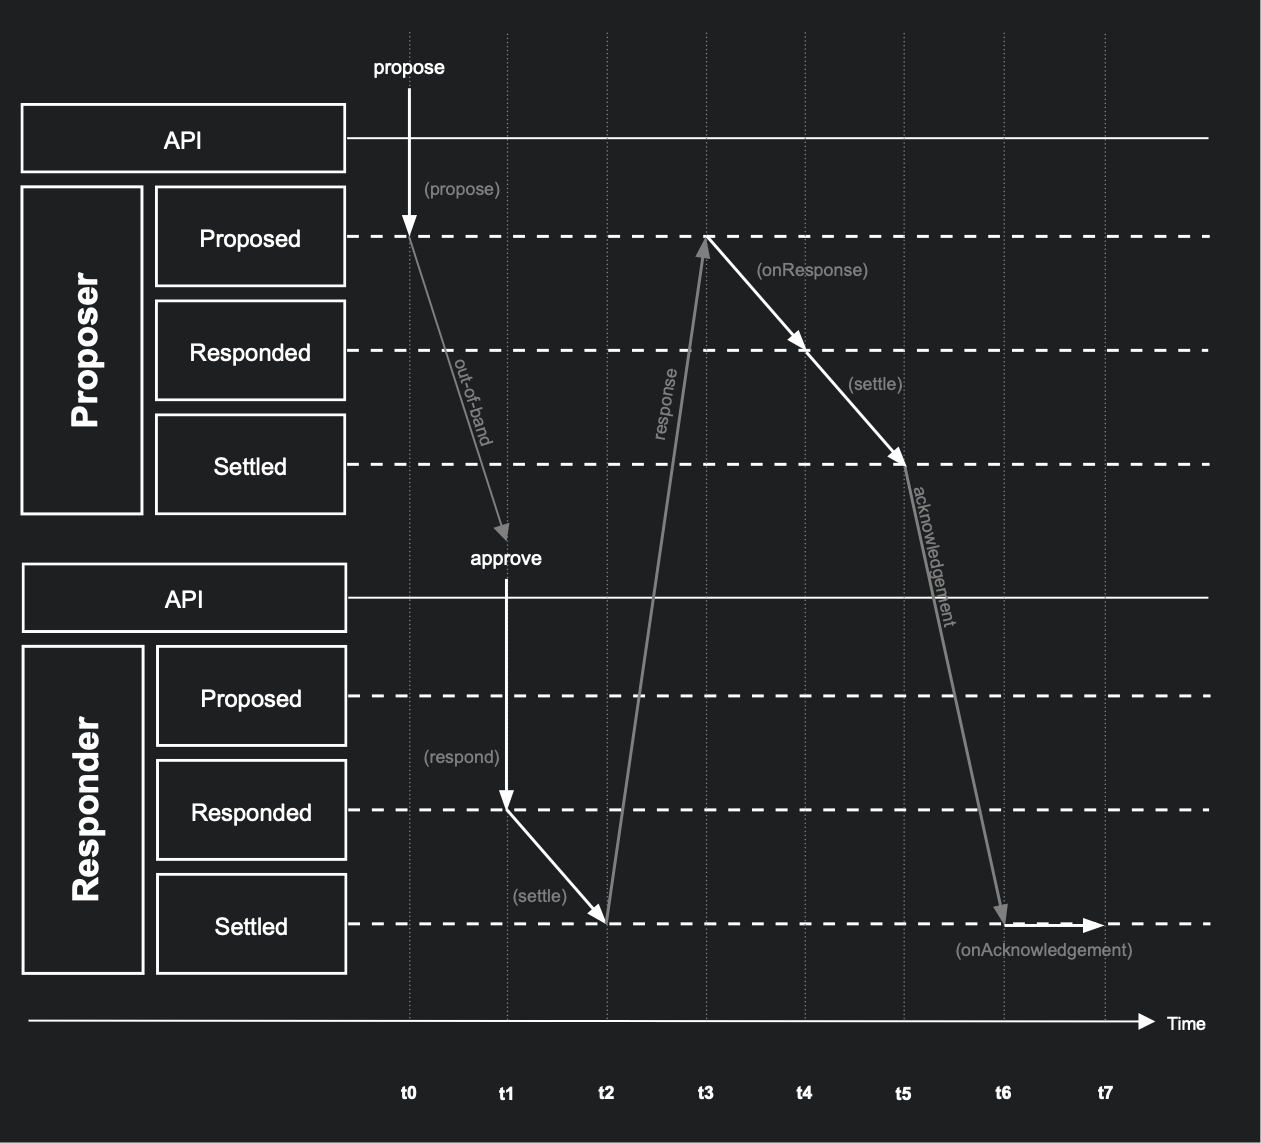 propose
API
(propose)
Proposer
Proposed
(onResponse)
Responded
out-of-band
response
(settle)
Settled
acknowledgement
approve
API
Responder
Proposed
(respond)
Responded
(settle)
Settled
(onAcknowledgement)
Time
t0 t1 t2 t3 t4 t5 t6 t7